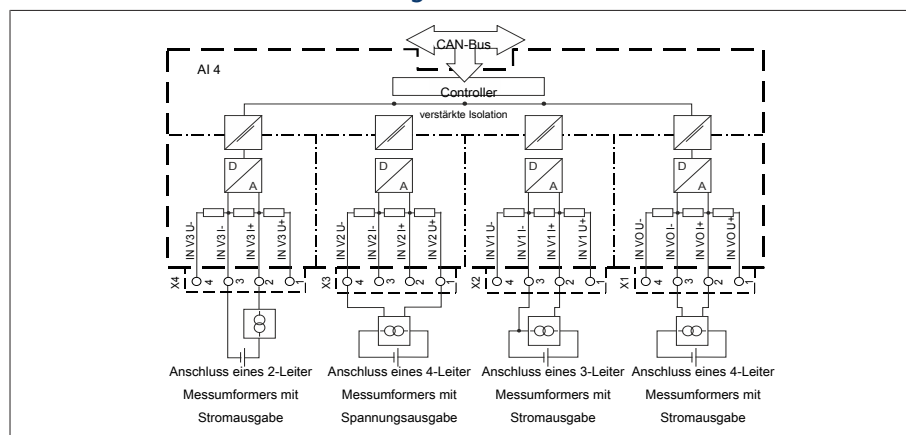 CAN-Bus
AI 4
Controller
verstärkte Isolation
D A D A D A D A
IN V3 U- IN V3 I- IN V3 I+ IN V3 U+ IN V2 U- IN V2 I- IN V2 I+ IN V2 U+ IN V1 U- IN V1 I- IN V1 I+ IN V1 U+ IN VO U- IN VO I- IN VO I+ IN VO U+
X4 4 3 2 1 X3 4 3 2 1 X2 4 3 2 1 X1 4 3 2 1
Anschluss eines 2-Leiter Anschluss eines 4-Leiter Anschluss eines 3-Leiter Anschluss eines 4-Leiter
Messumformers mit Messumformers mit Messumformers mit Messumformers mit
Stromausgabe Spannungsausgabe Stromausgabe Stromausgabe